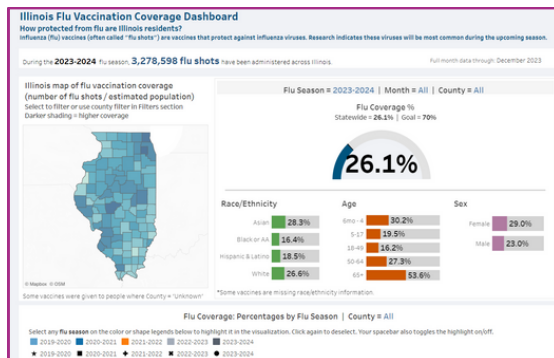 Illinois Flu Vaccination Coverage Dashboard
How protected from flu are Illinois residents?
Influenza (flu) vaccines (often called "flu shots") are vaccines that protect against influenza viruses. Research indicates these viruses will be most common during the upcoming season.
During the 2023-2024 flu season, 3,278,598 flu shots have been administered across Illinois.
Full month data through: December 2023
Illinois map of flu vaccination coverage
(number of flu shots / estimated population)
Select to filter or use county filter in Filters section
Darker shading = higher coverage
© Mapbox © OSM
Some vaccines were given to people where County = 'Unknown'
Flu Season = 2023-2024 | Month = All | County = All
Flu Coverage %
Statewide = 26.1% | Goal = 70%
26.1%
Race/Ethnicity
Asian 28.3%
Black or AA 16.4%
Hispanic & Latino 18.5%
White 26.6%
Age
6mo - 4 30.2%
5-17 19.5%
18-49 16.2%
50-64 27.3%
65+ 53.6%
Sex
Female 29.0%
Male 23.0%
*Some vaccines are missing race/ethnicity information.
Flu Coverage: Percentages by Flu Season | County = All
Select any flu season on the color or shape legends below to highlight it in the visualization. Click again to deselect. Your spacebar also toggles the highlight on/off.
2019-2020 2020-2021 2021-2022 2022-2023 2023-2024
2019-2020 2020-2021 2021-2022 2022-2023 2023-2024